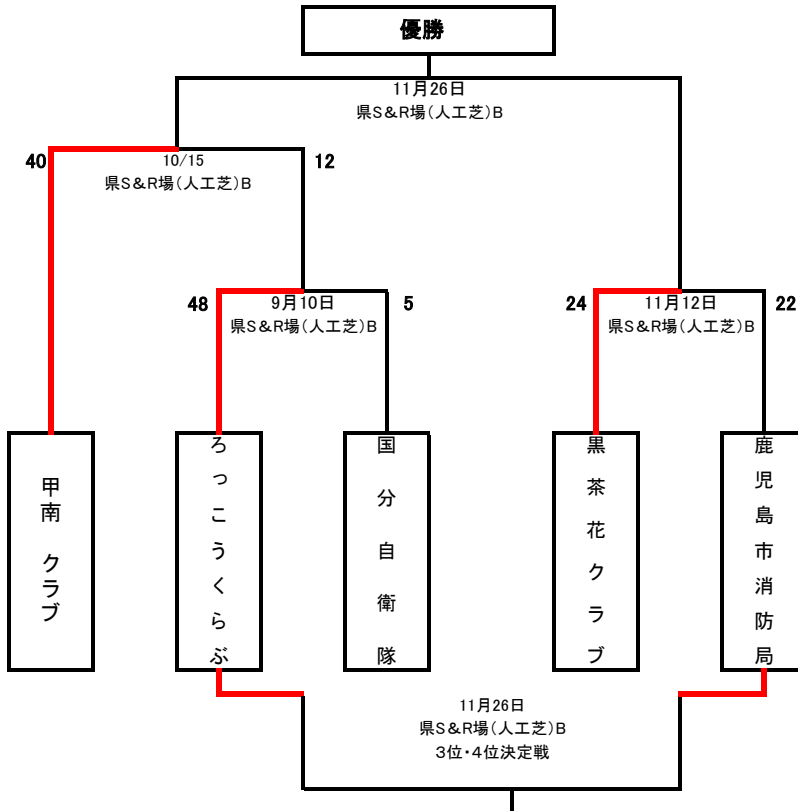 優勝
11月26日
県S&R場(人工芝)B
40
10/15
12
県S&R場(人工芝)B
48
9月10日
5
県S&R場(人工芝)B
24
11月12日
22
県S&R場(人工芝)B
甲南 クラブ
ろっこうくらぶ
国分自衛隊
黒茶花クラブ
鹿児島市消防局
11月26日
県S&R場(人工芝)B
3位・4位決定戦